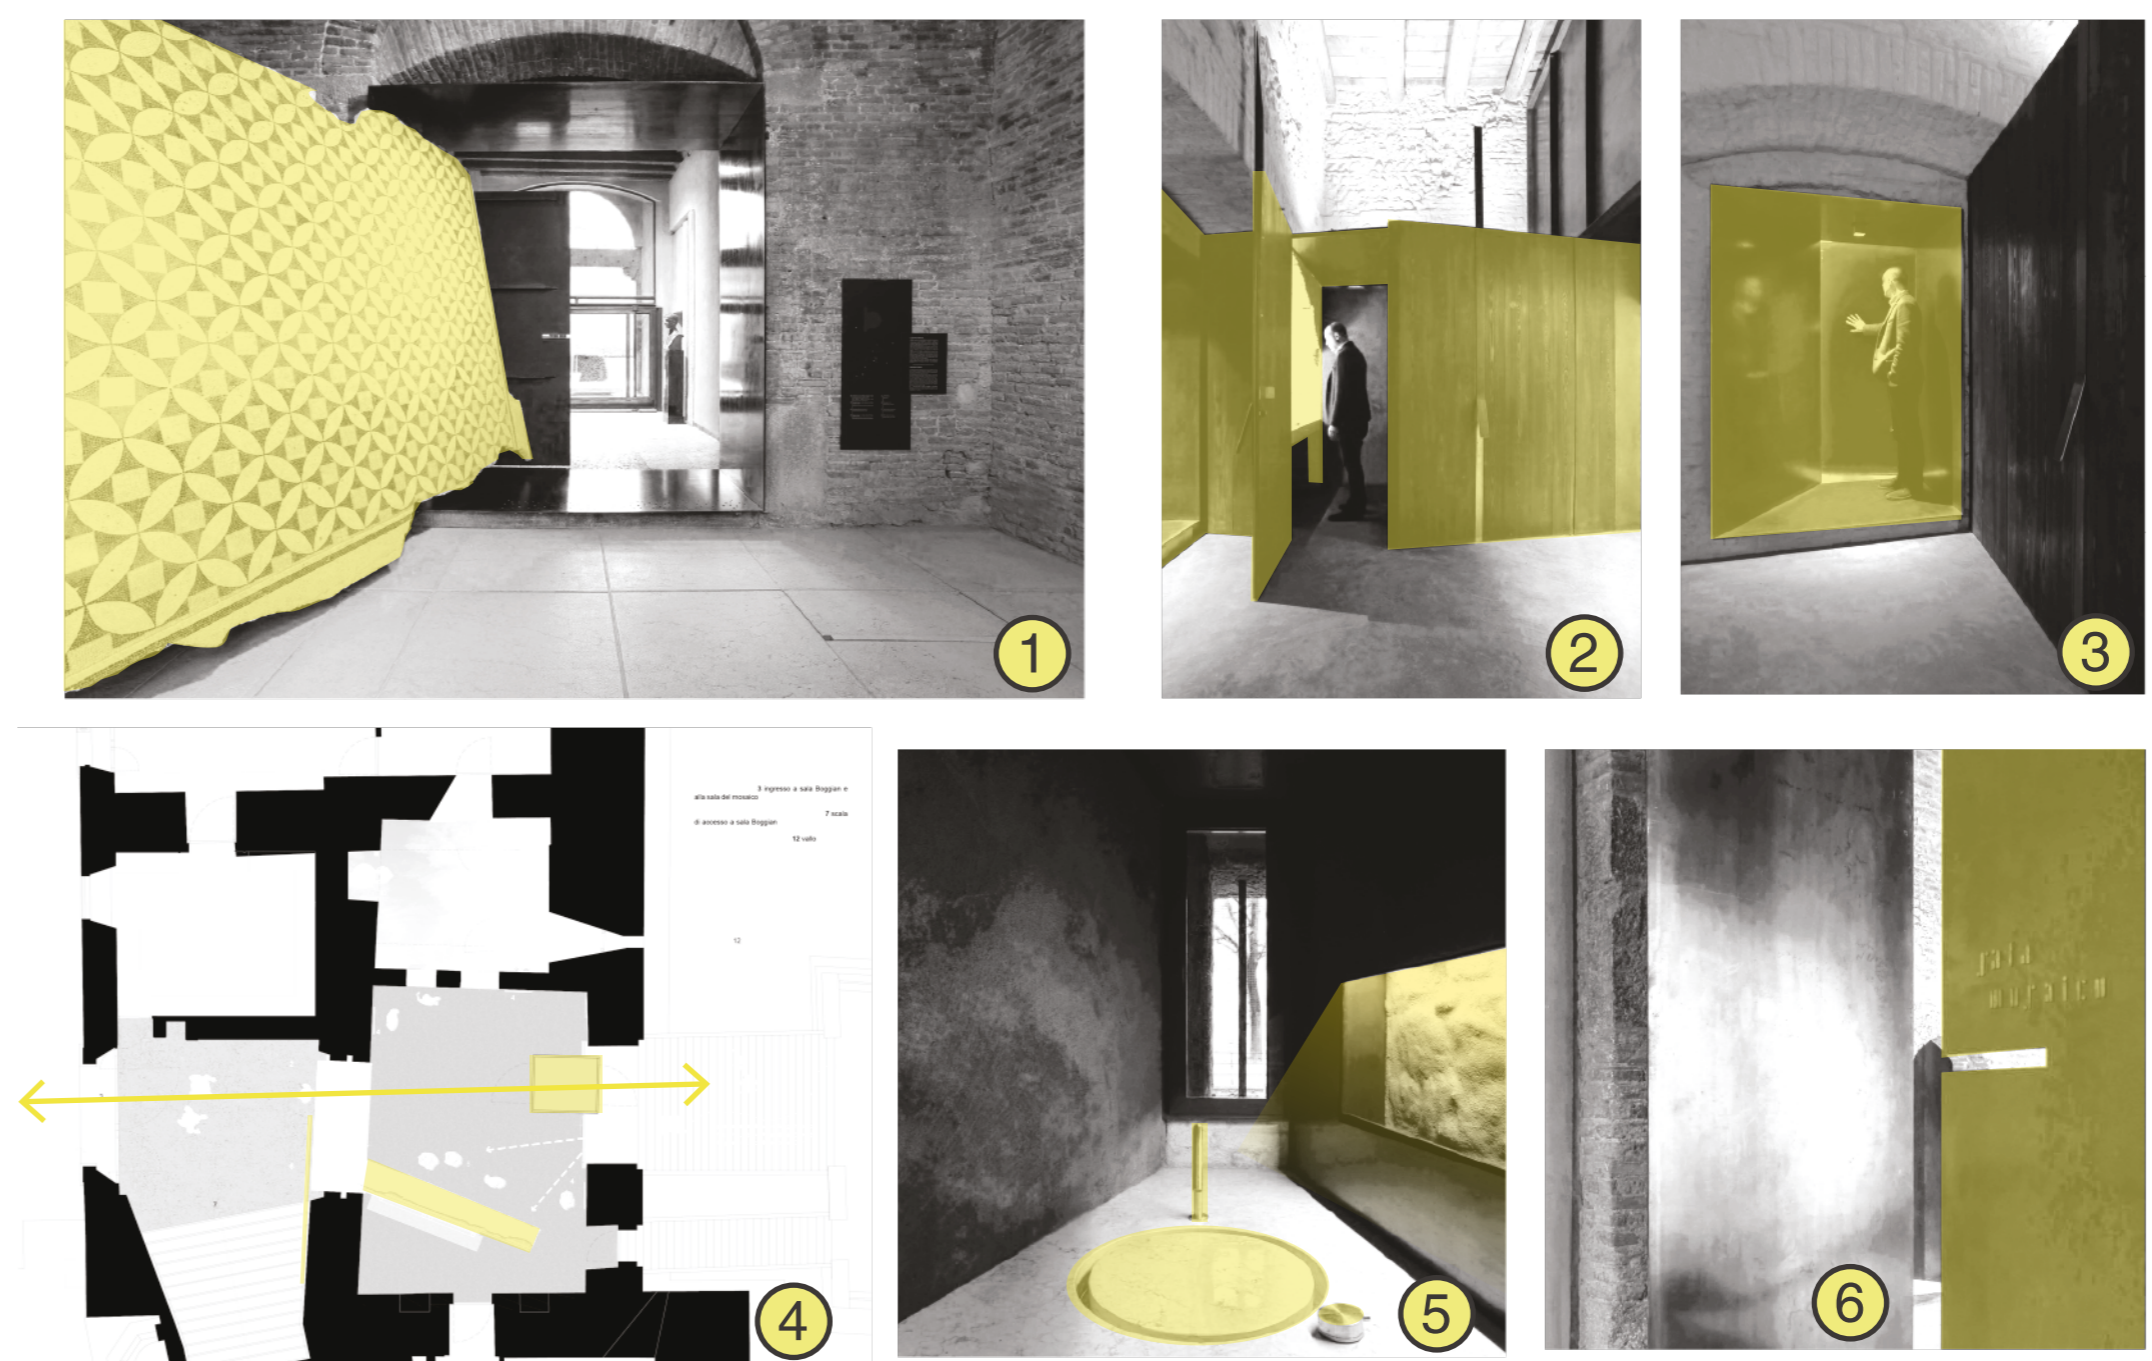 1
2
3
3 ingresso a sala Boggian e
alla sala del mosaico
7 scala
di accesso a sala Boggian
12 vallo
12
7
4
5
sala
mosaico
6